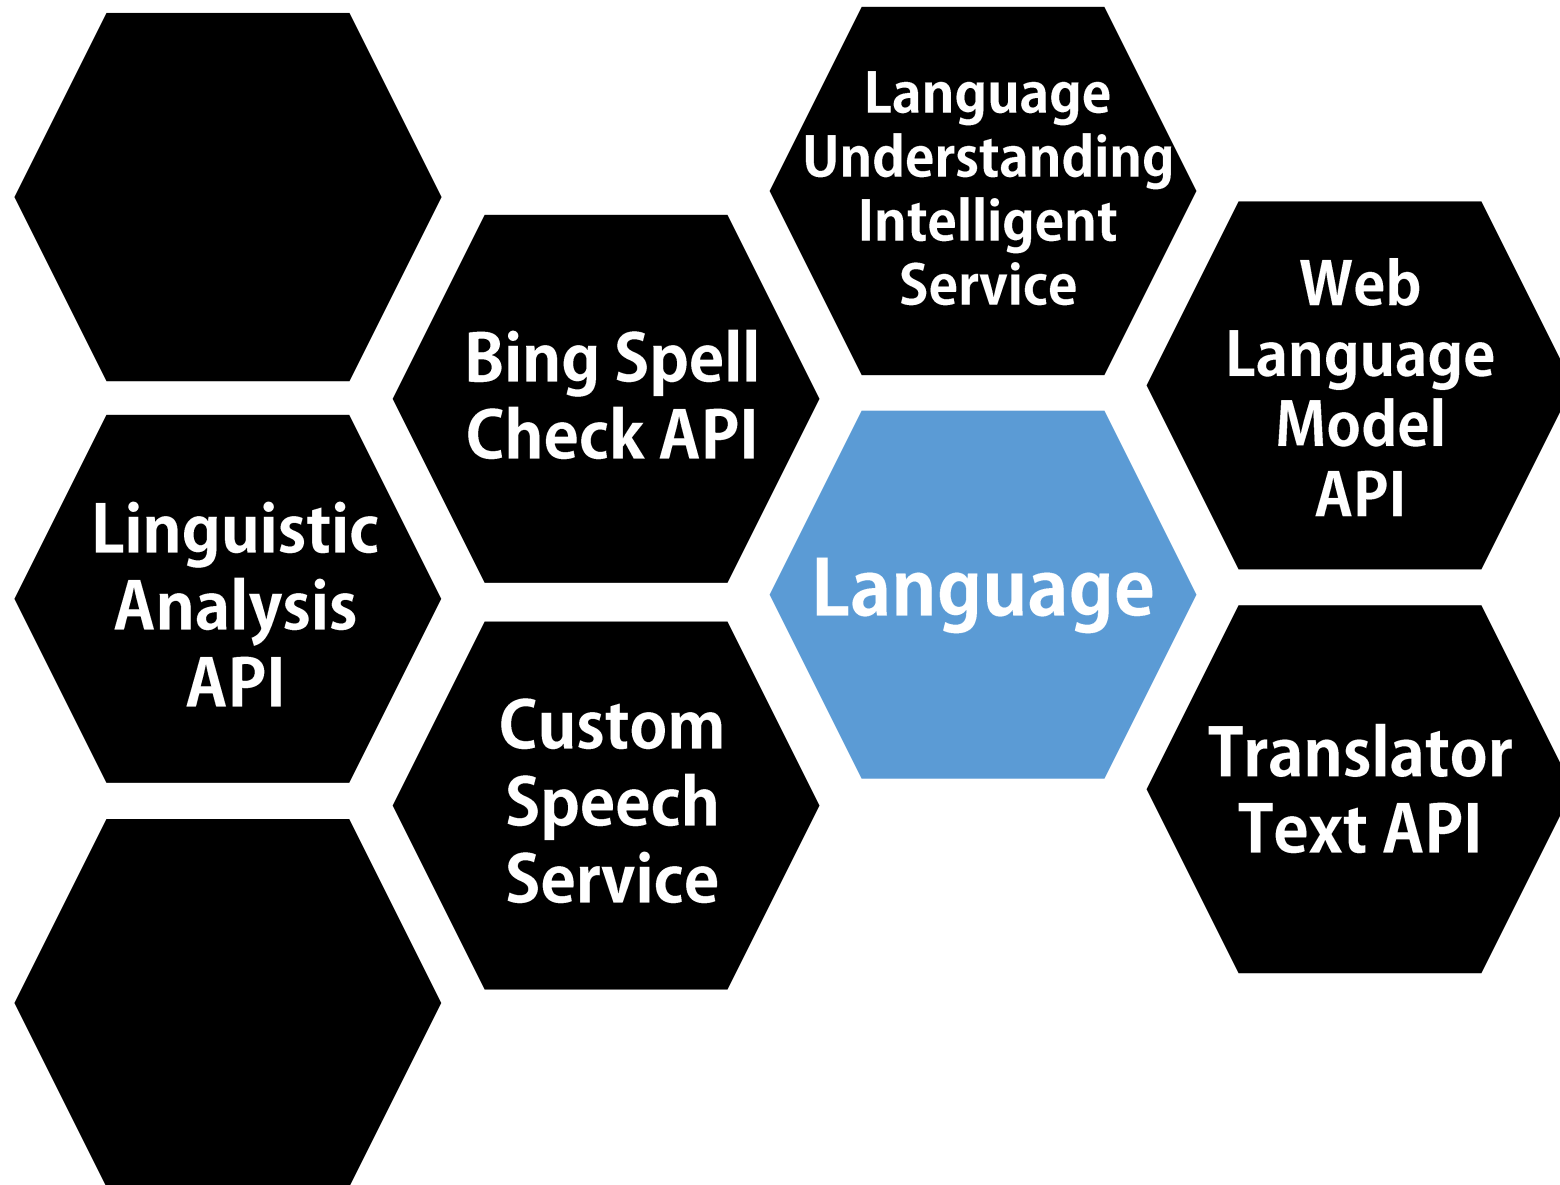 Language
Understanding
Intelligent
Service
Web
Language
Model
API
Bing Spell
Check API
Linguistic
Analysis
API
Language
Custom
Speech
Service
Translator
Text API